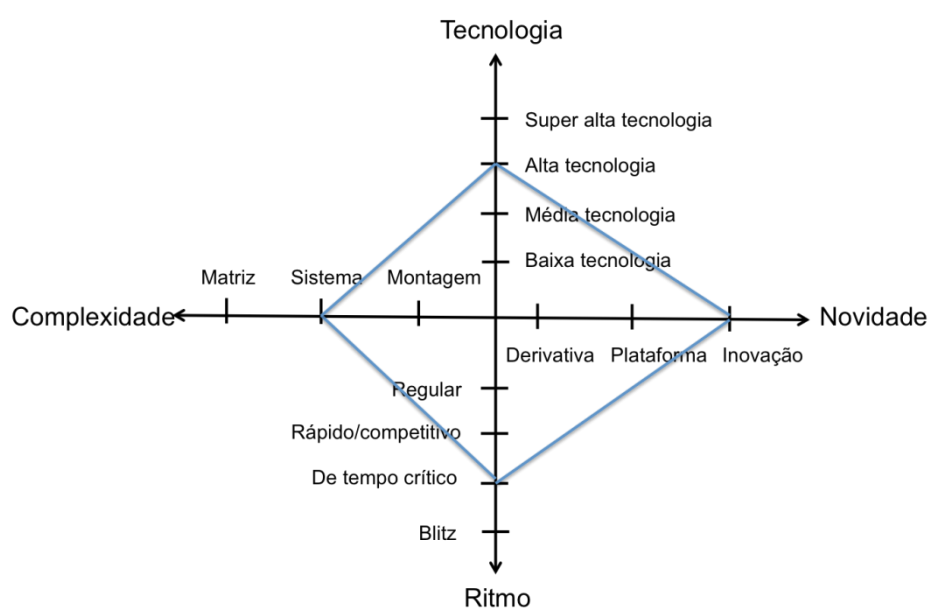 Tecnologia
Super alta tecnologia
Alta tecnologia
Média tecnologia
Baixa tecnologia
Matriz
Sistema
Montagem
Complexidade
Novidade
Derivativa
Plataforma
Inovação
Regular
Rápido/competitivo
De tempo crítico
Blitz
Ritmo